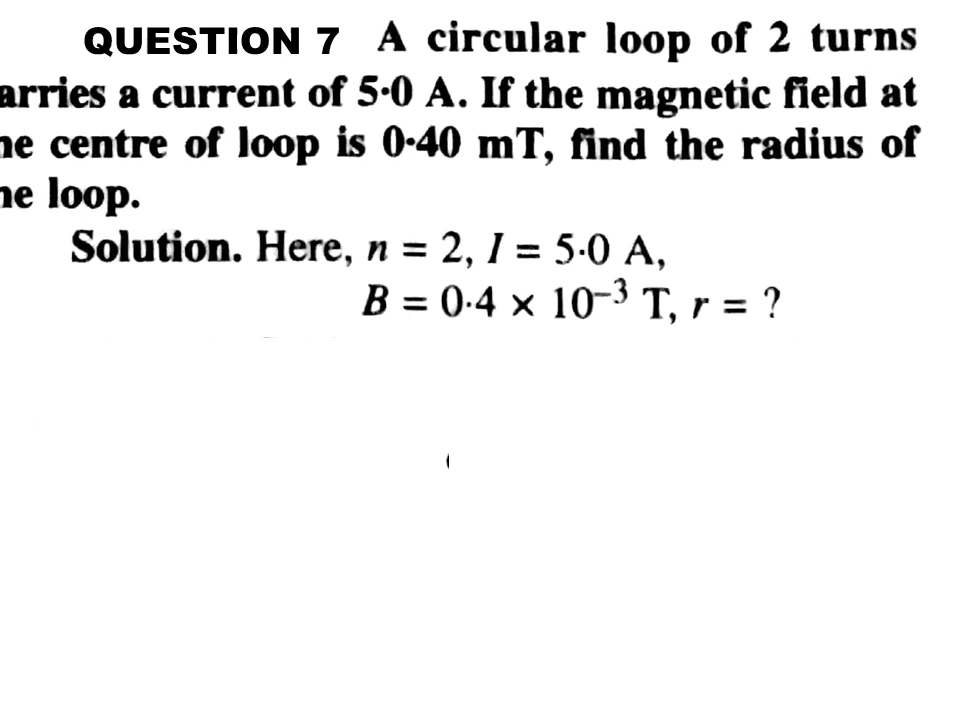 QUESTION 7 A circular loop of 2 turns
arries a current of 5·0 A. If the magnetic field at
centre of loop is 0·40 mT, find the radius of
loop.
Solution. Here, n = 2, I = 5·0 A,
B = 0·4 × 10⁻³ T, r = ?